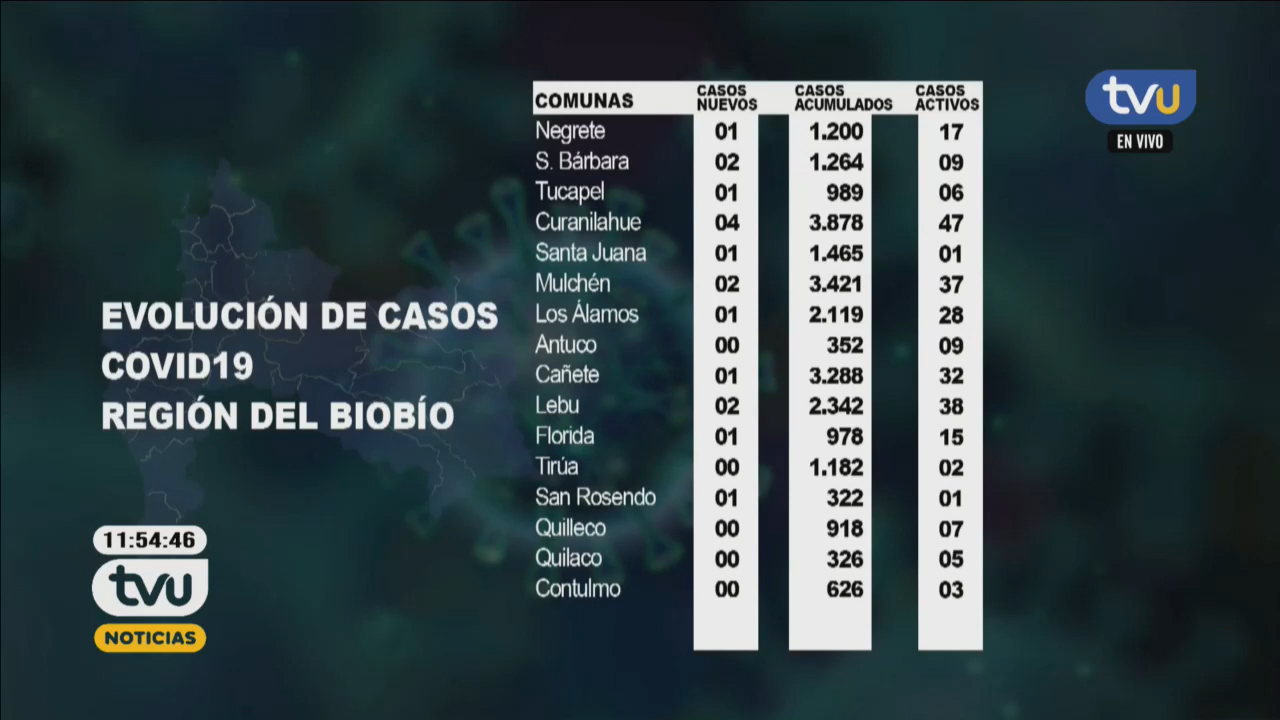 COMUNAS CASOS NUEVOS CASOS ACUMULADOS CASOS ACTIVOS
Negrete 01 1.200 17
S. Bárbara 02 1.264 09
Tucapel 01 989 06
Curanilahue 04 3.878 47
Santa Juana 01 1.465 01
Mulchén 02 3.421 37
Los Álamos 01 2.119 28
Antuco 00 352 09
Cañete 01 3.288 32
Lebu 02 2.342 38
Florida 01 978 15
Tirúa 00 1.182 02
San Rosendo 01 322 01
Quilleco 00 918 07
Quilaco 00 326 05
Contulmo 00 626 03
EVOLUCIÓN DE CASOS
COVID19
REGIÓN DEL BIOBÍO
tvu
EN VIVO
11:54:46
tvu
NOTICIAS